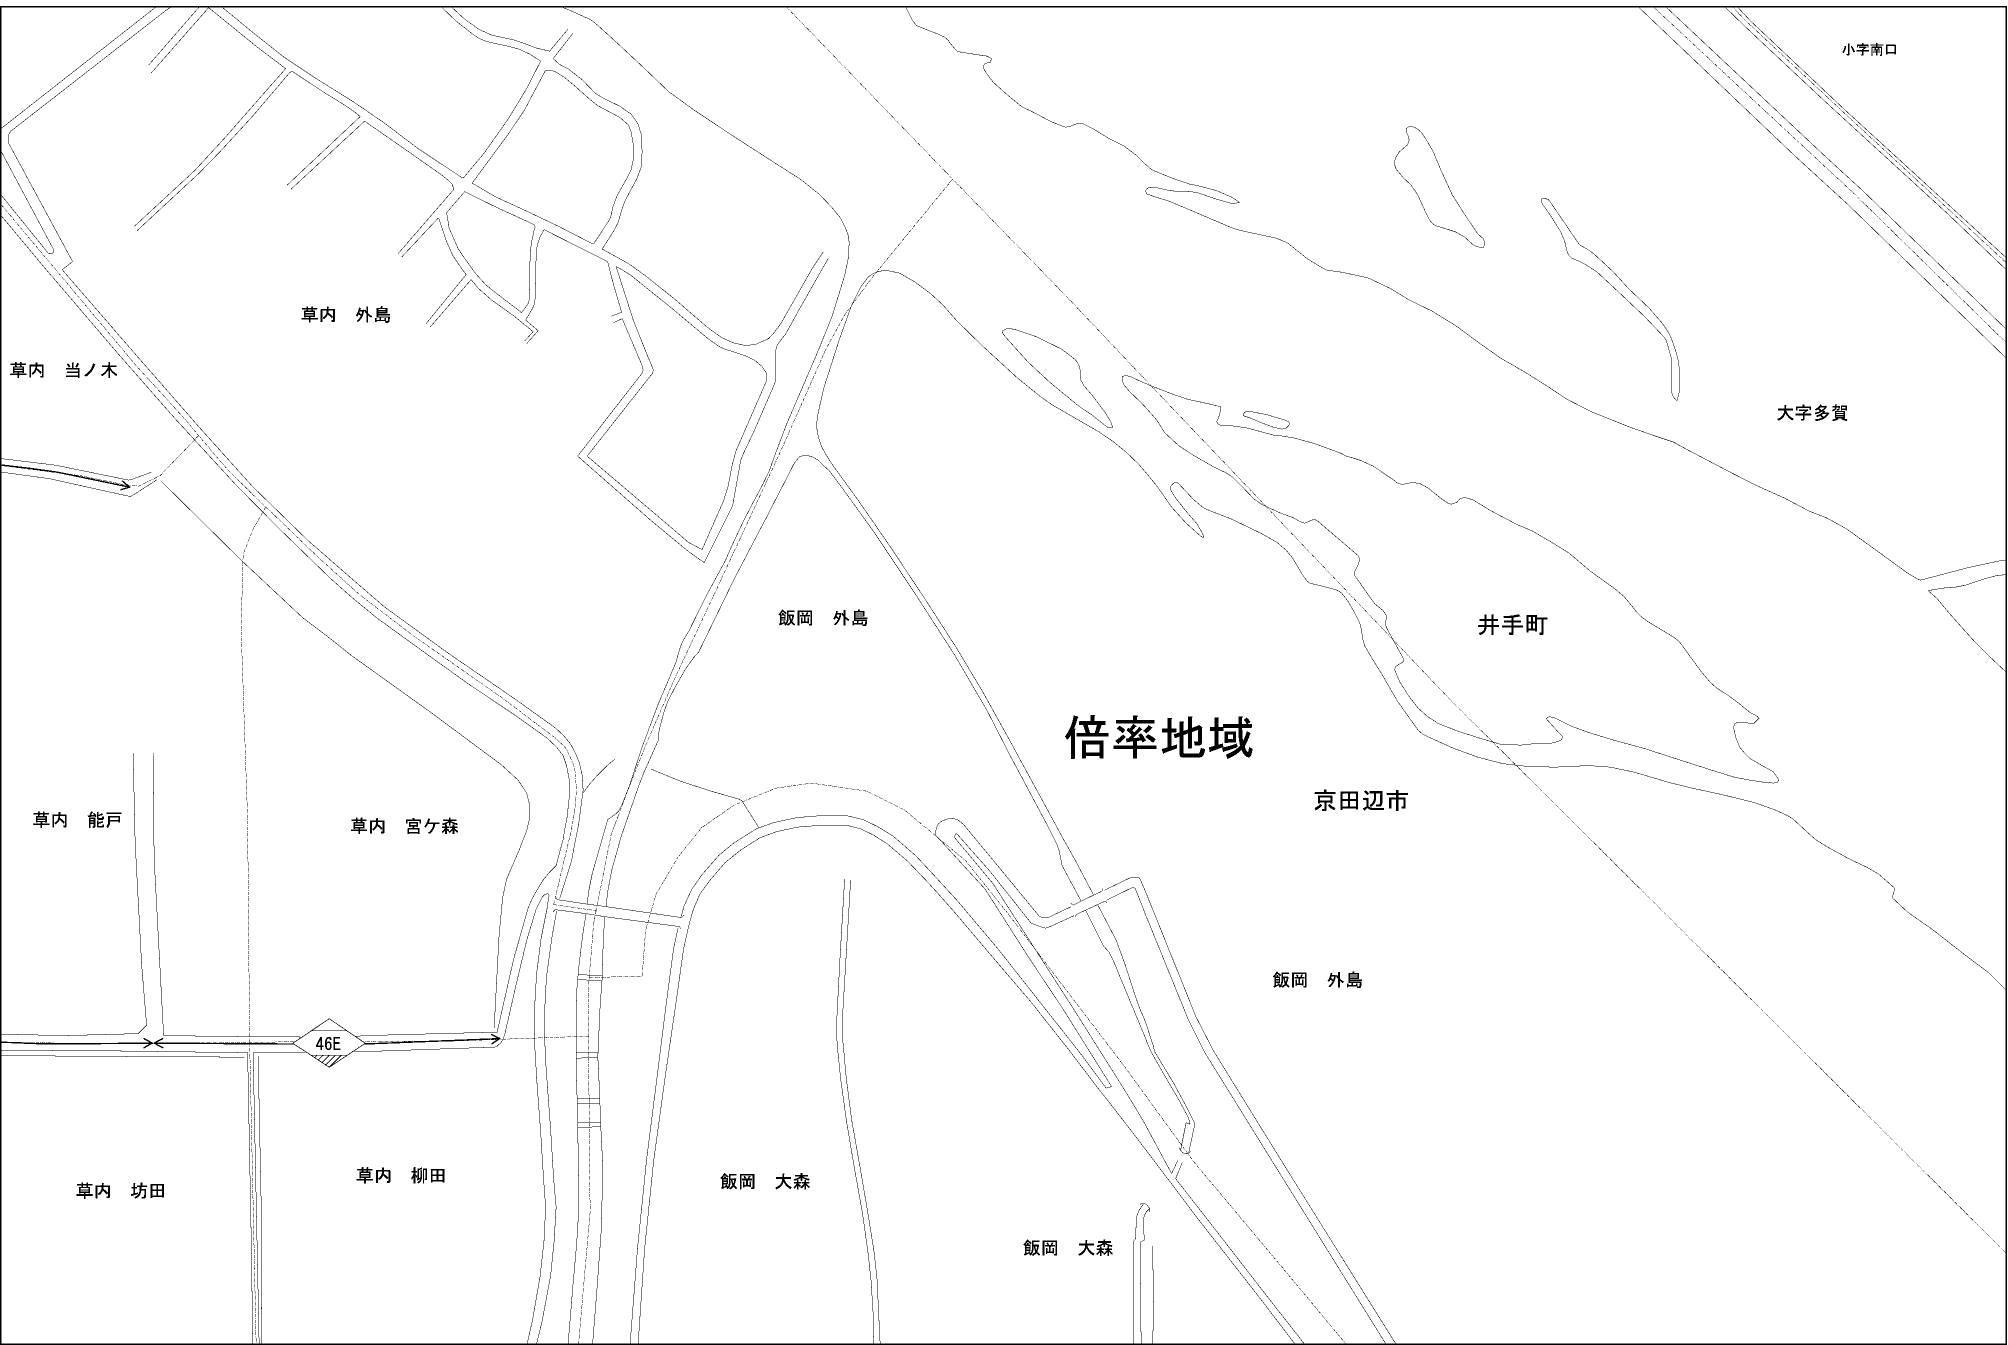 小字南口
草内　外島
草内　当ノ木
大字多賀
飯岡　外島
井手町
倍率地域
京田辺市
草内　能戸
草内　宮ケ森
飯岡　外島
46E
草内　坊田
草内　柳田
飯岡　大森
飯岡　大森